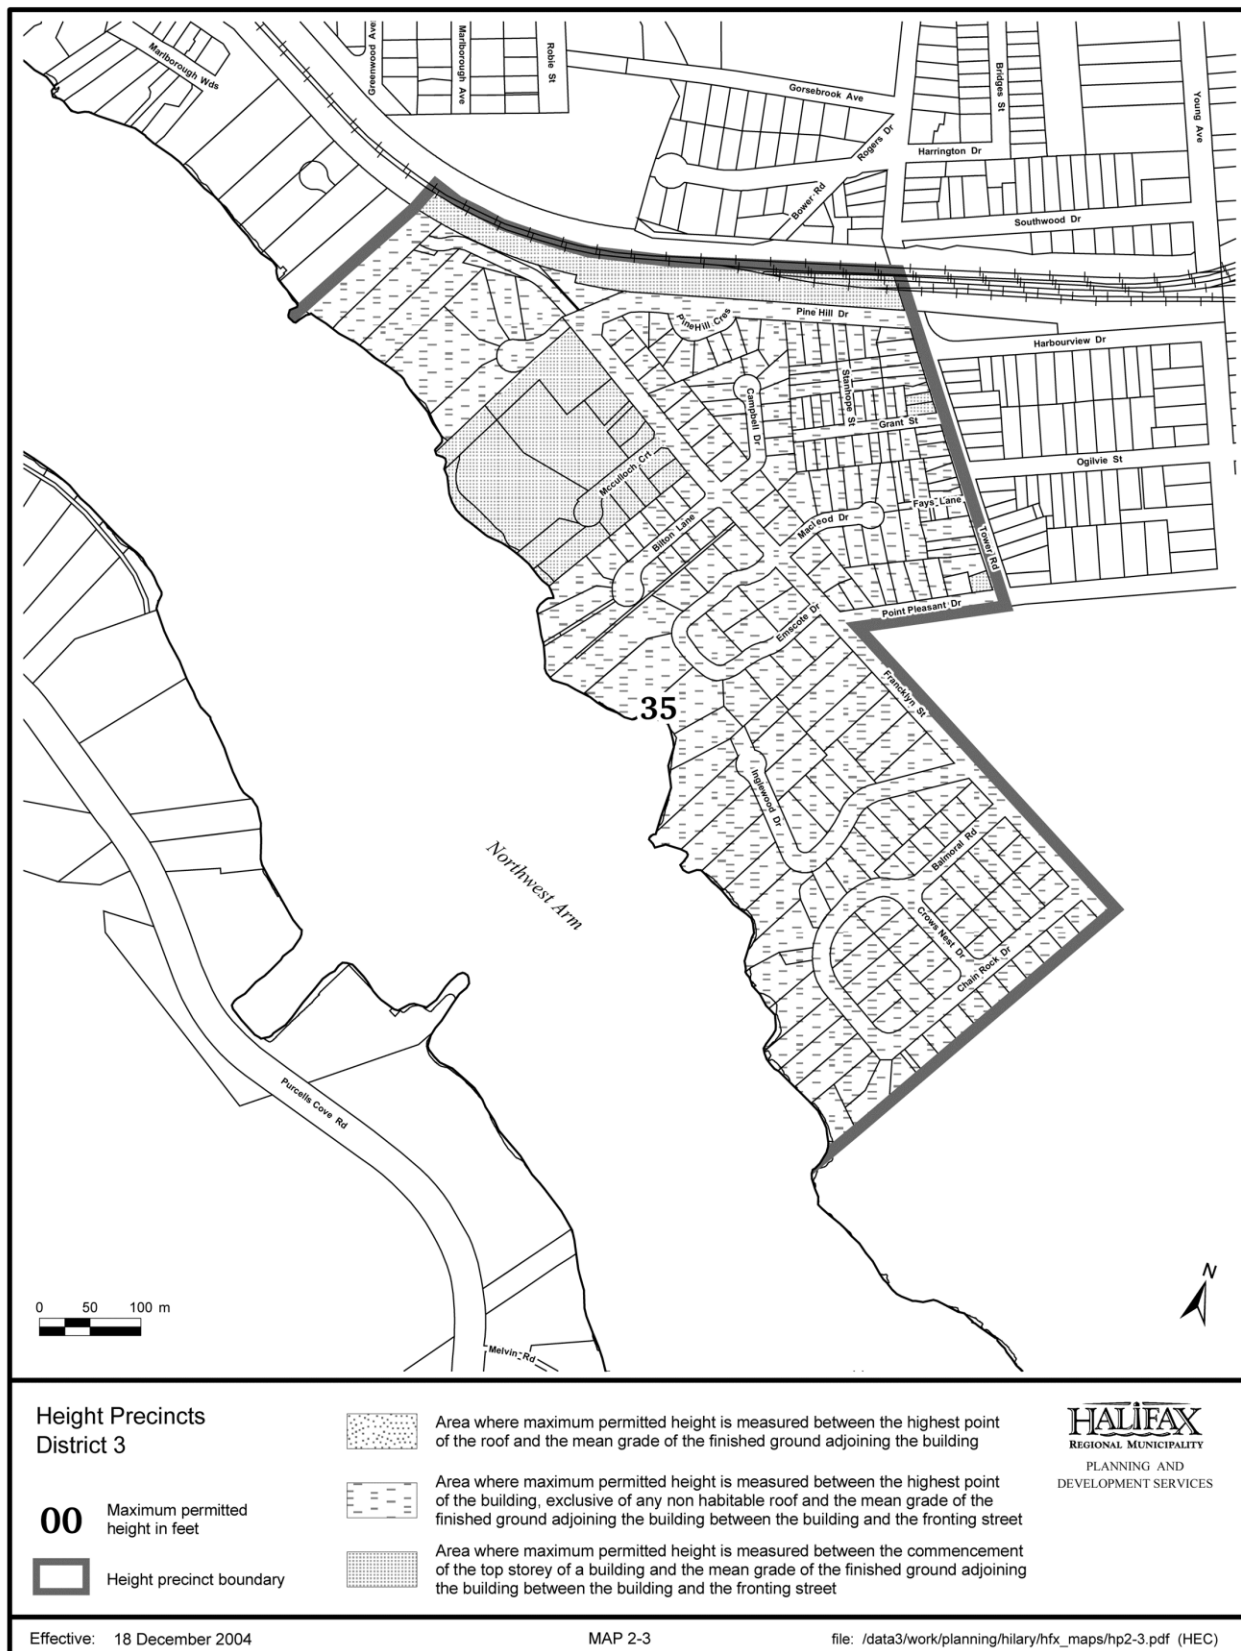 Marlborough Wds
Greenwood Ave
Marlborough Ave
Robie St
Gorsebrook Ave
Bridges St
Young Ave
Rogers Dr
Harrington Dr
Bower Rd
Southwood Dr
Pine Hill Dr
PineHill Cres
Harbourview Dr
Stanhope St
Campbell Dr
Grant St
Ogilvie St
Mcculloch Crt
Fays Lane
MacLeod Dr
Bilton Lane
Tower Rd
Point Pleasant Dr
Emscote Dr
Francklyn St
35
Inglewood Dr
Balmoral Rd
Northwest Arm
Crows Nest Dr
Chain Rock Dr
Purcells Cove Rd
N
0 50 100 m
Melvin Rd
Height Precincts
District 3
00
Maximum permitted
height in feet
Height precinct boundary
Area where maximum permitted height is measured between the highest point
of the roof and the mean grade of the finished ground adjoining the building
Area where maximum permitted height is measured between the highest point
of the building, exclusive of any non habitable roof and the mean grade of the
finished ground adjoining the building between the building and the fronting street
Area where maximum permitted height is measured between the commencement
of the top storey of a building and the mean grade of the finished ground adjoining
the building between the building and the fronting street
HALIFAX
REGIONAL MUNICIPALITY
PLANNING AND
DEVELOPMENT SERVICES
Effective: 18 December 2004
MAP 2-3
file: /data3/work/planning/hilary/hfx_maps/hp2-3.pdf (HEC)